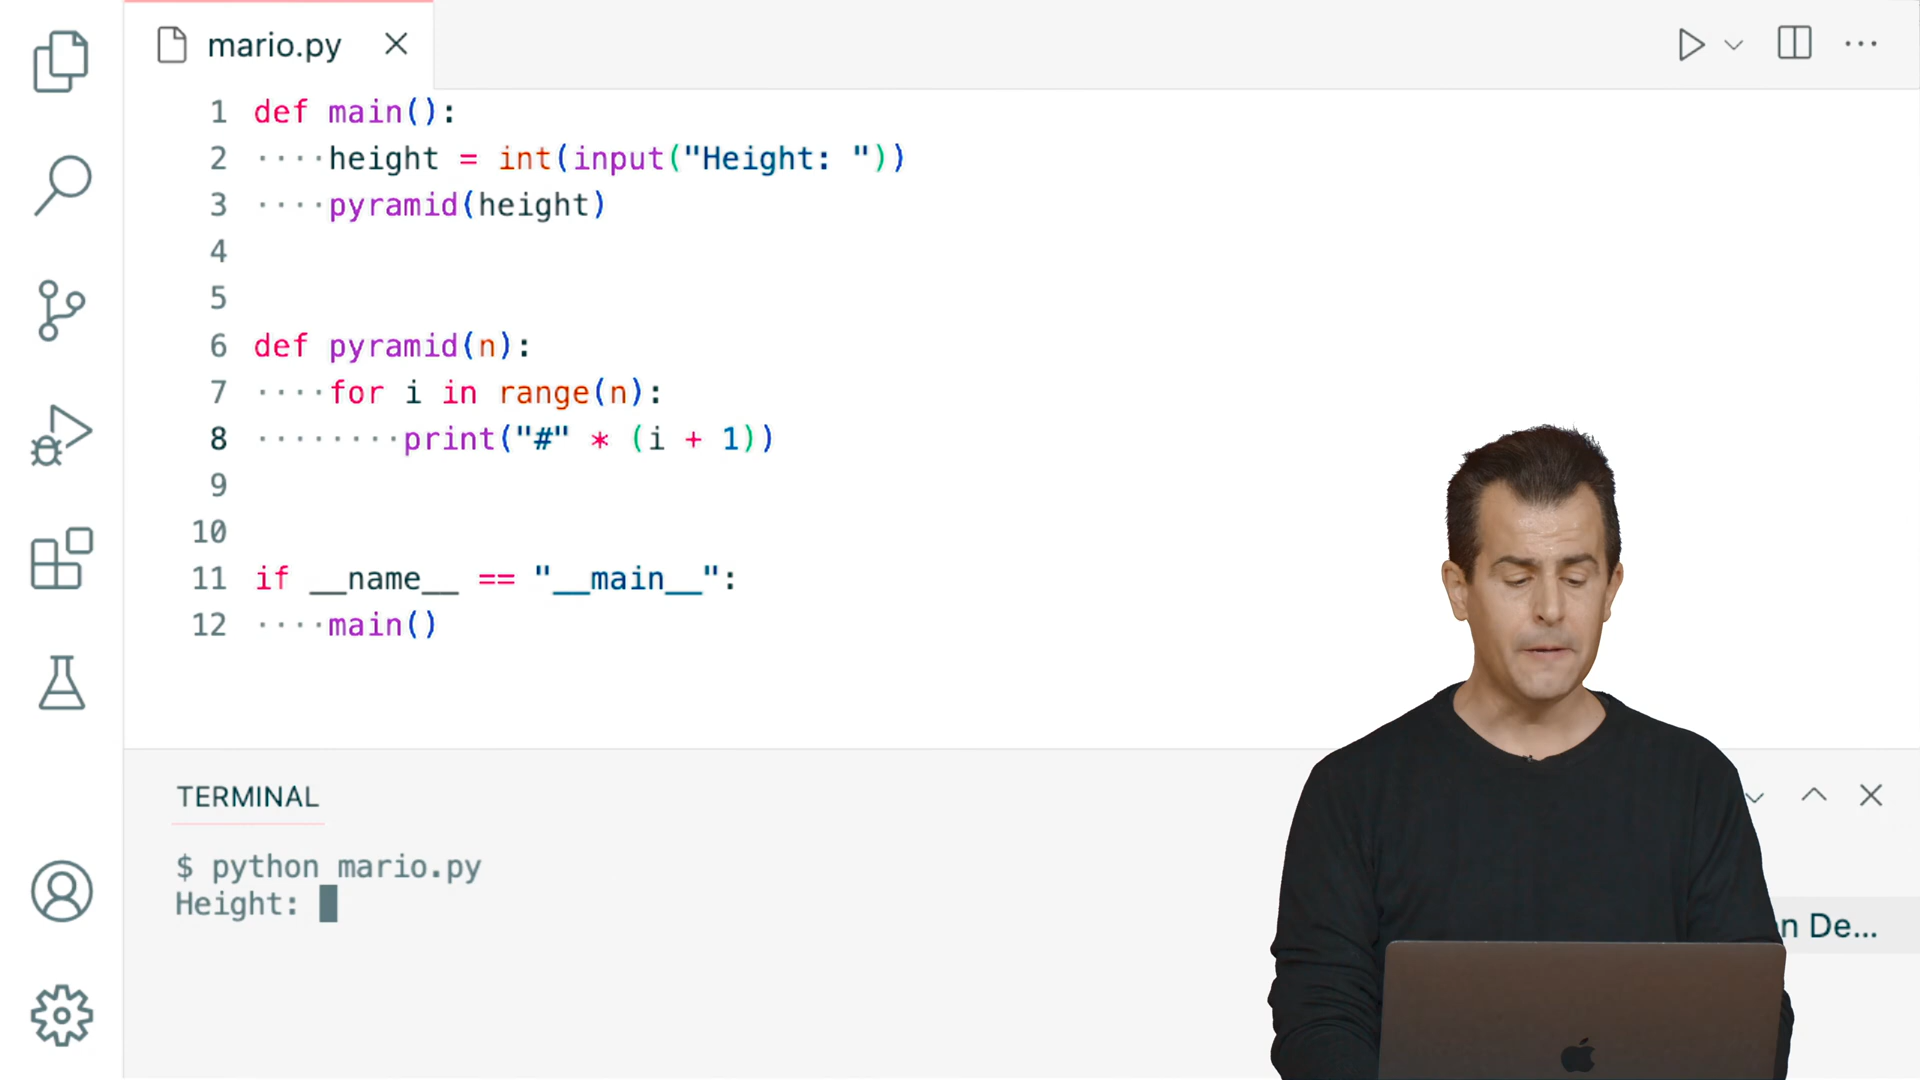 mario.py
1 def main():
2 ····height = int(input("Height: "))
3 ····pyramid(height)
4
5
6 def pyramid(n):
7 ····for i in range(n):
8 ········print("#" * (i + 1))
9
10
11 if __name__ == "__main__":
12 ····main()
TERMINAL
$ python mario.py
Height:
n De...